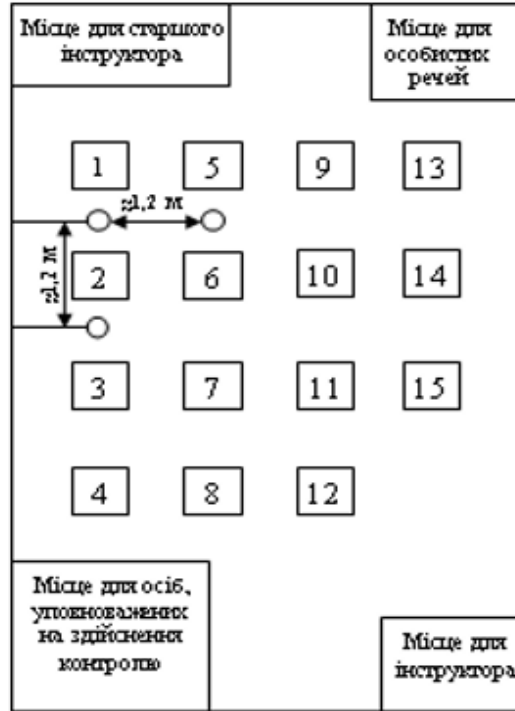 Місце для старшого
інструктора
Місце для
особистих
речей
1 5 9 13
≈1,2 м
≈1,2 м
2 6 10 14
3 7 11 15
4 8 12
Місце для осіб,
уповноважених
на здійснення
контролю
Місце для
інструктора